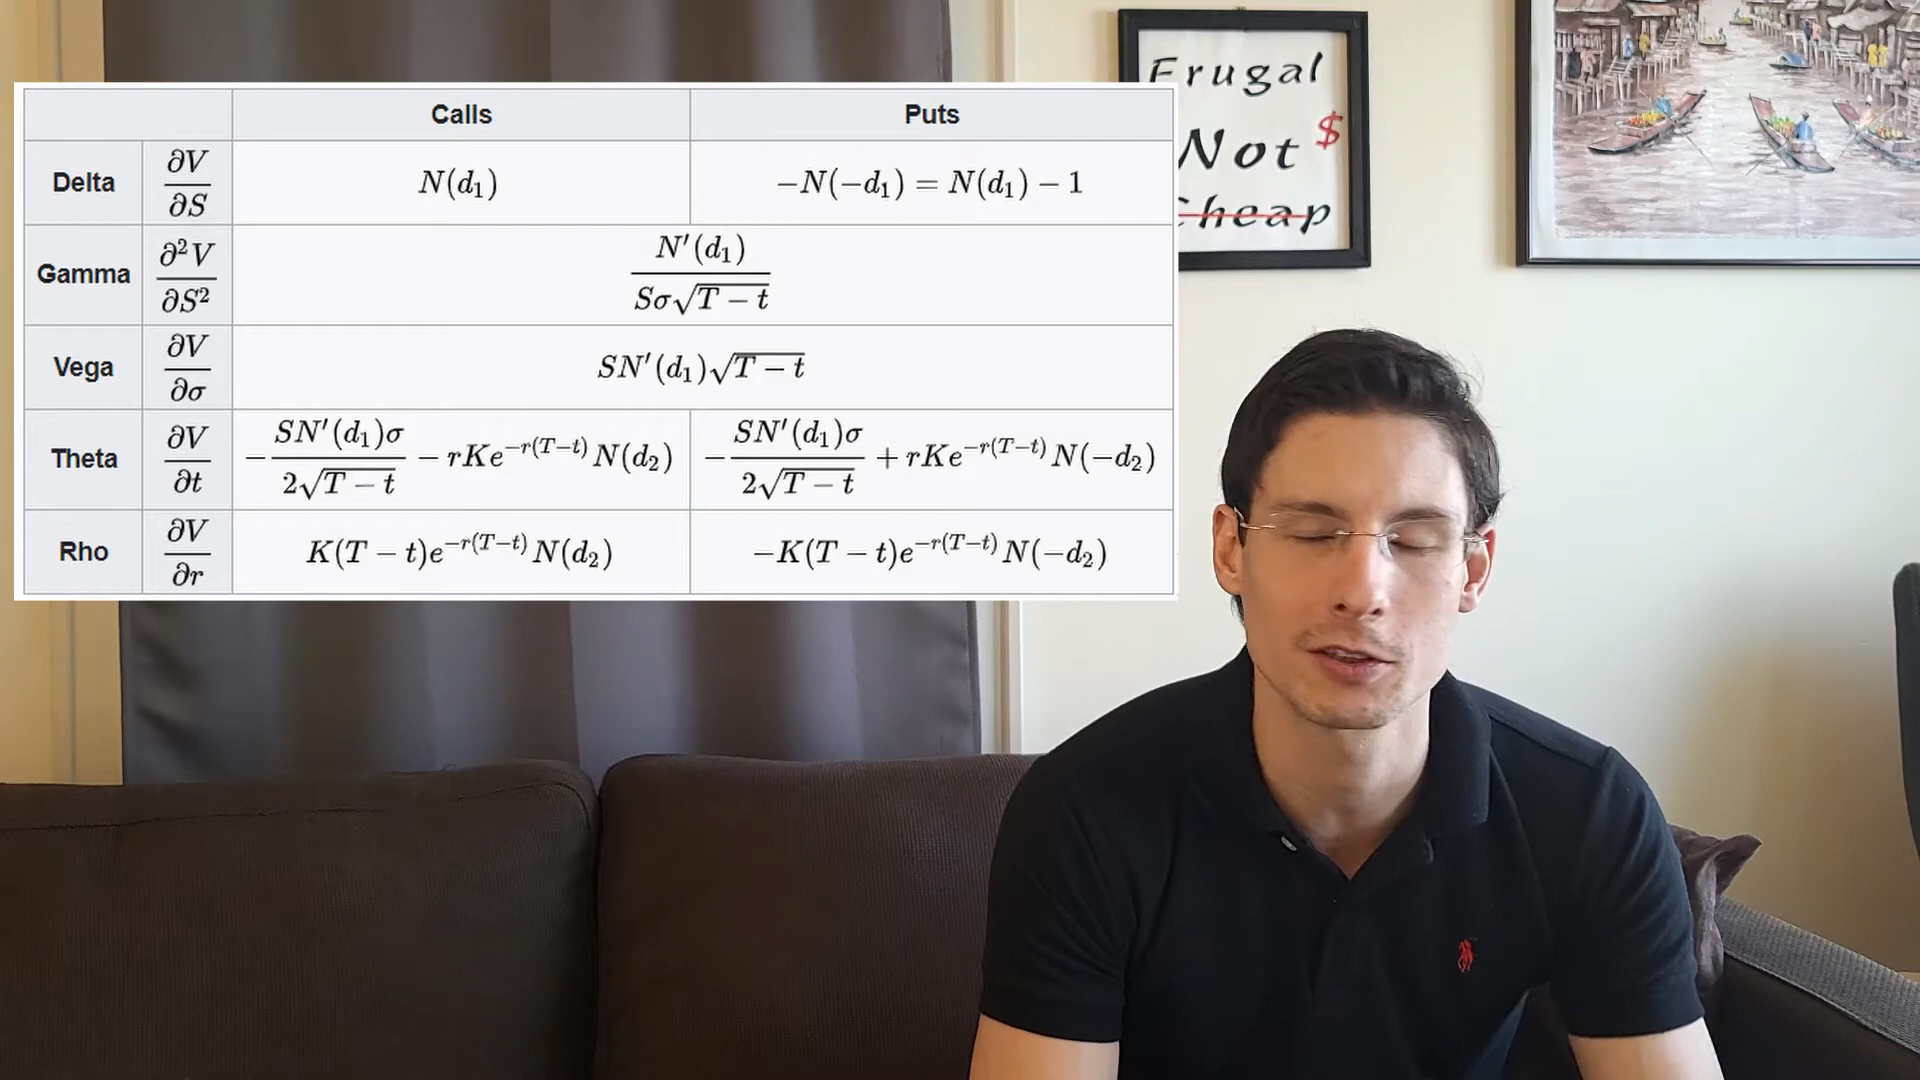 Calls Puts
Delta ∂V/∂S N(d₁) −N(−d₁) = N(d₁) − 1
Gamma ∂²V/∂S² N′(d₁)/(Sσ√(T − t))
Vega ∂V/∂σ SN′(d₁)√(T − t)
Theta ∂V/∂t −SN′(d₁)σ/(2√(T − t)) − rKe^(−r(T−t))N(d₂) −SN′(d₁)σ/(2√(T − t)) + rKe^(−r(T−t))N(−d₂)
Rho ∂V/∂r K(T − t)e^(−r(T−t))N(d₂) −K(T − t)e^(−r(T−t))N(−d₂)
Frugal
Not $
Cheap